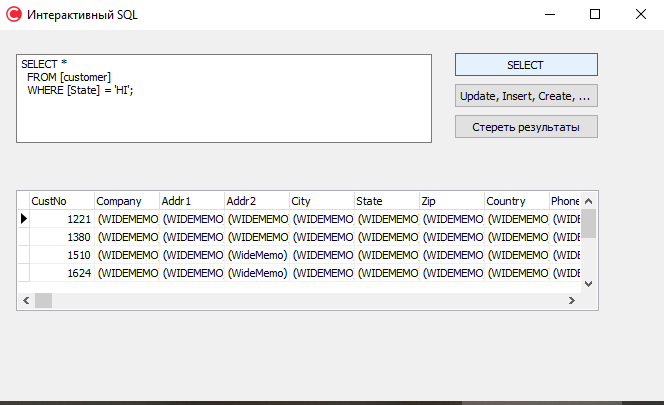 Интерактивный SQL
SELECT *
FROM [customer]
WHERE [State] = 'HI';
SELECT
Update, Insert, Create, ...
Стереть результаты
CustNo Company Addr1 Addr2 City State Zip Country Phone
1221 (WIDEMEMO (WIDEMEMO (WIDEMEMO) (WIDEMEMO (WIDEMEMO (WIDEMEMO (WIDEMEMO (WIDE
1380 (WIDEMEMO (WIDEMEMO (WIDEMEMO) (WIDEMEMO (WIDEMEMO (WIDEMEMO (WIDEMEMO (WIDE
1510 (WIDEMEMO (WIDEMEMO (WideMemo) (WIDEMEMO (WIDEMEMO (WIDEMEMO (WIDEMEMO (WIDE
1624 (WIDEMEMO (WIDEMEMO (WideMemo) (WIDEMEMO (WIDEMEMO (WIDEMEMO (WIDEMEMO (WIDE